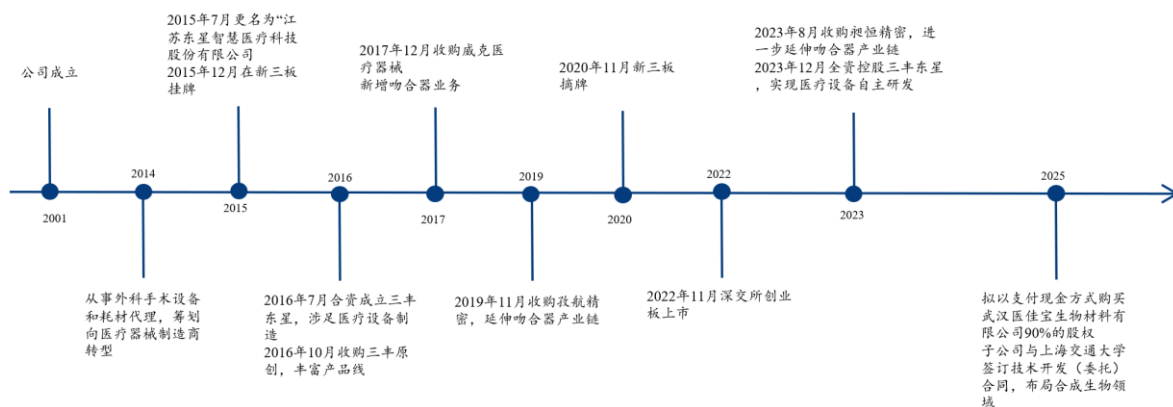 公司成立
2001
2014
从事外科手术设备
和耗材代理，筹划
向医疗器械制造商
转型
2015年7月更名为“江
苏东星智慧医疗科技
股份有限公司
2015年12月在新三板
挂牌
2015
2016
2016年7月合资成立三丰
东星，涉足医疗设备制
造
2016年10月收购三丰原
创，丰富产品线
2017年12月收购威克医
疗器械
新增吻合器业务
2017
2019
2019年11月收购孜航精
密，延伸吻合器产业链
2020年11月新三板
摘牌
2020
2022
2022年11月深交所创业
板上市
2023年8月收购昶恒精密，进
一步延伸吻合器产业链
2023年12月全资控股三丰东星
，实现医疗设备自主研发
2023
2025
拟以支付现金方式购买
武汉医佳宝生物材料有
限公司90%的股权
子公司与上海交通大学
签订技术开发（委托）
合同，布局合成生物领
域